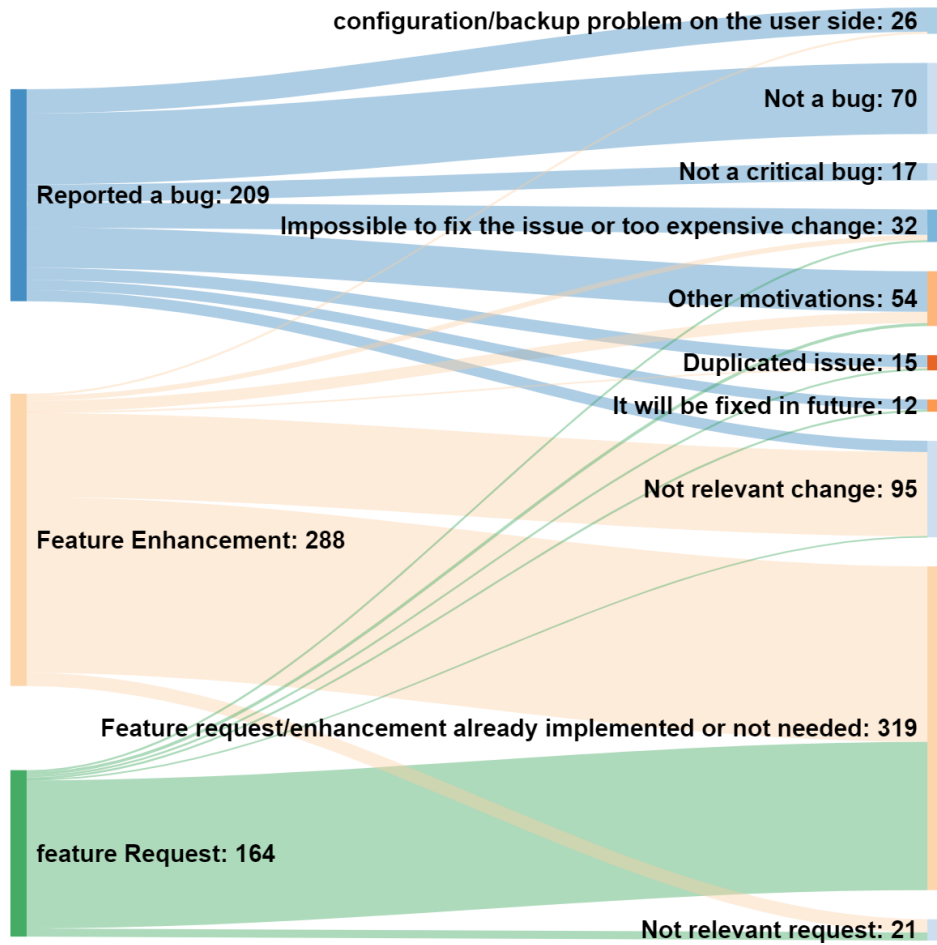 configuration/backup problem on the user side: 26
Not a bug: 70
Not a critical bug: 17
Reported a bug: 209
Impossible to fix the issue or too expensive change: 32
Other motivations: 54
Duplicated issue: 15
It will be fixed in future: 12
Not relevant change: 95
Feature Enhancement: 288
Feature request/enhancement already implemented or not needed: 319
feature Request: 164
Not relevant request: 21